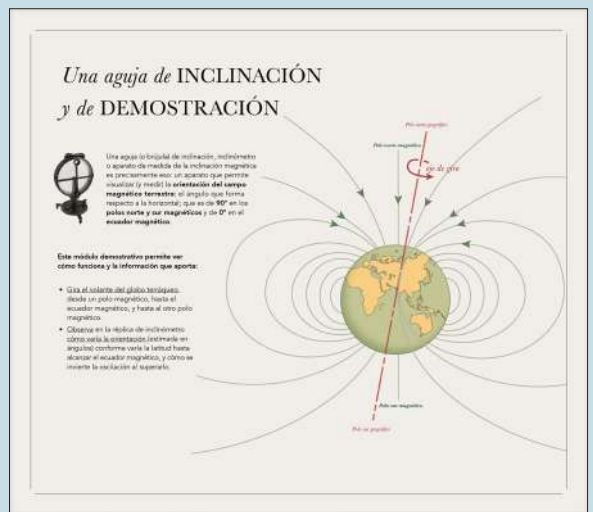 Una aguja de INCLINACIÓN
y de DEMOSTRACIÓN
Una aguja (o brújula) de inclinación, inclinómetro
o aparato de medida de la inclinación magnética
es precisamente eso: un aparato que permite
visualizar (y medir) la orientación del campo
magnético terrestre: el ángulo que forma
respecto a la horizontal; que es de 90º en los
polos norte y sur magnéticos y de 0º en el
ecuador magnético.
Este módulo demostrativo permite ver
cómo funciona y la información que aporta:
• Gira el volante del globo terráqueo,
desde un polo magnético, hasta el
ecuador magnético, y hasta el otro polo
magnético.
• Observa en la réplica de inclinómetro
cómo varía la orientación (estimada en
ángulos) conforme varía la latitud hasta
alcanzar el ecuador magnético, y cómo se
invierte la oscilación al superarlo.
Polo norte geográfico
Polo norte magnético
eje de giro
Polo sur magnético
Polo sur geográfico